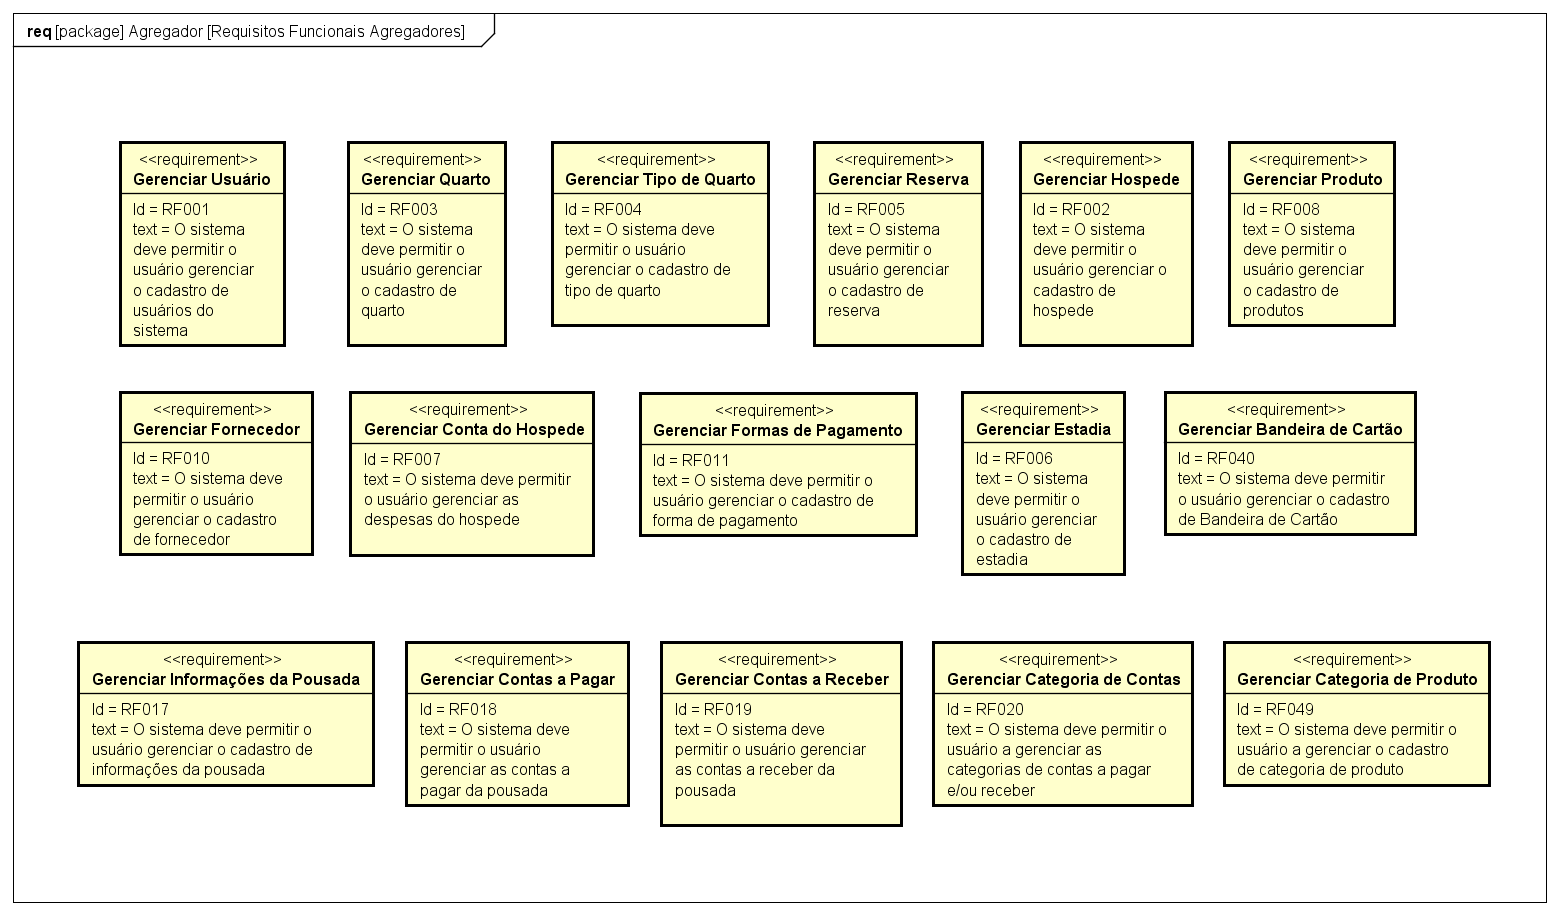 req [package] Agregador [Requisitos Funcionais Agregadores]
<<requirement>>
Gerenciar Usuário
Id = RF001
text = O sistema
deve permitir o
usuário gerenciar
o cadastro de
usuários do
sistema
<<requirement>>
Gerenciar Quarto
Id = RF003
text = O sistema
deve permitir o
usuário gerenciar
o cadastro de
quarto
<<requirement>>
Gerenciar Tipo de Quarto
Id = RF004
text = O sistema deve
permitir o usuário
gerenciar o cadastro de
tipo de quarto
<<requirement>>
Gerenciar Reserva
Id = RF005
text = O sistema
deve permitir o
usuário gerenciar
o cadastro de
reserva
<<requirement>>
Gerenciar Hospede
Id = RF002
text = O sistema
deve permitir o
usuário gerenciar o
cadastro de
hospede
<<requirement>>
Gerenciar Produto
Id = RF008
text = O sistema
deve permitir o
usuário gerenciar
o cadastro de
produtos
<<requirement>>
Gerenciar Fornecedor
Id = RF010
text = O sistema deve
permitir o usuário
gerenciar o cadastro
de fornecedor
<<requirement>>
Gerenciar Conta do Hospede
Id = RF007
text = O sistema deve permitir
o usuário gerenciar as
despesas do hospede
<<requirement>>
Gerenciar Formas de Pagamento
Id = RF011
text = O sistema deve permitir o
usuário gerenciar o cadastro de
forma de pagamento
<<requirement>>
Gerenciar Estadia
Id = RF006
text = O sistema
deve permitir o
usuário gerenciar
o cadastro de
estadia
<<requirement>>
Gerenciar Bandeira de Cartão
Id = RF040
text = O sistema deve permitir
o usuário gerenciar o cadastro
de Bandeira de Cartão
<<requirement>>
Gerenciar Informações da Pousada
Id = RF017
text = O sistema deve permitir o
usuário gerenciar o cadastro de
informações da pousada
<<requirement>>
Gerenciar Contas a Pagar
Id = RF018
text = O sistema deve
permitir o usuário
gerenciar as contas a
pagar da pousada
<<requirement>>
Gerenciar Contas a Receber
Id = RF019
text = O sistema deve
permitir o usuário gerenciar
as contas a receber da
pousada
<<requirement>>
Gerenciar Categoria de Contas
Id = RF020
text = O sistema deve permitir o
usuário a gerenciar as
categorias de contas a pagar
e/ou receber
<<requirement>>
Gerenciar Categoria de Produto
Id = RF049
text = O sistema deve permitir o
usuário a gerenciar o cadastro
de categoria de produto